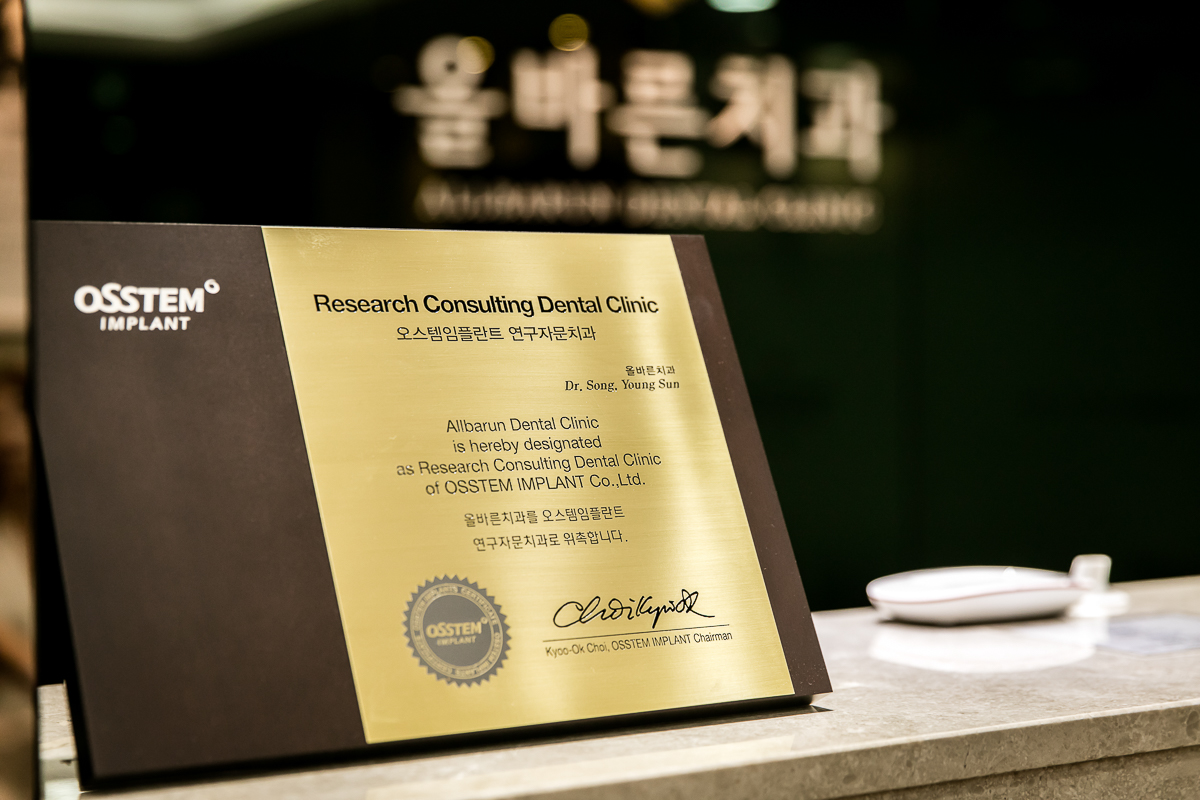 올바른치과
ALLBARUN DENTAL CLINIC
OSSTEM
IMPLANT
Research Consulting Dental Clinic
오스템임플란트 연구자문치과
올바른치과
Dr. Song, Young Sun
Allbarun Dental Clinic
is hereby designated
as Research Consulting Dental Clinic
of OSSTEM IMPLANT Co.,Ltd.
올바른치과를 오스템임플란트
연구자문치과로 위촉합니다.
OSSTEM
IMPLANT
Kyoo-Ok Choi, OSSTEM IMPLANT Chairman